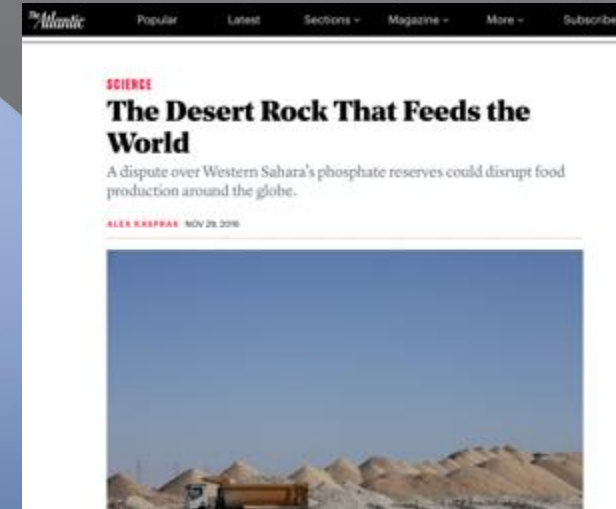 The Atlantic Popular Latest Sections Magazine More Subscribe
SCIENCE
The Desert Rock That Feeds the
World
A dispute over Western Sahara's phosphate reserves could disrupt food
production around the globe.
ALEX KASPRAK NOV 29, 2016